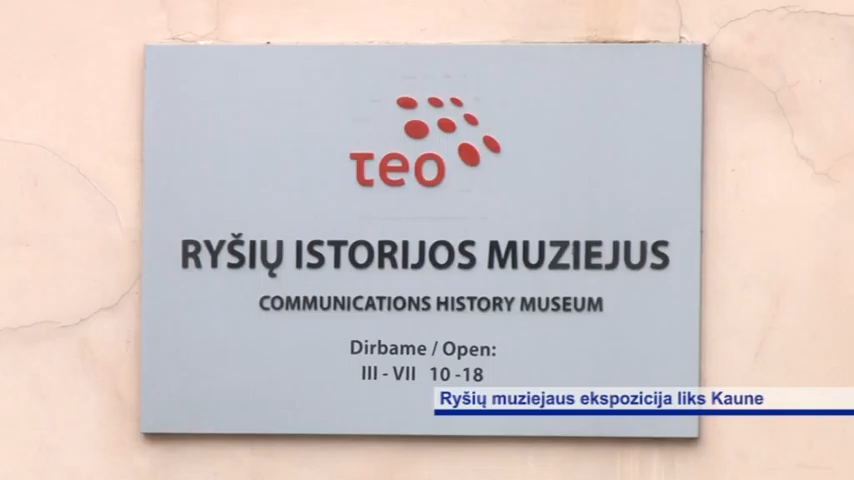 teo
RYŠIŲ ISTORIJOS MUZIEJUS
COMMUNICATIONS HISTORY MUSEUM
Dirbame / Open:
III - VII 10 -18
Ryšių muziejaus ekspozicija liks Kaune